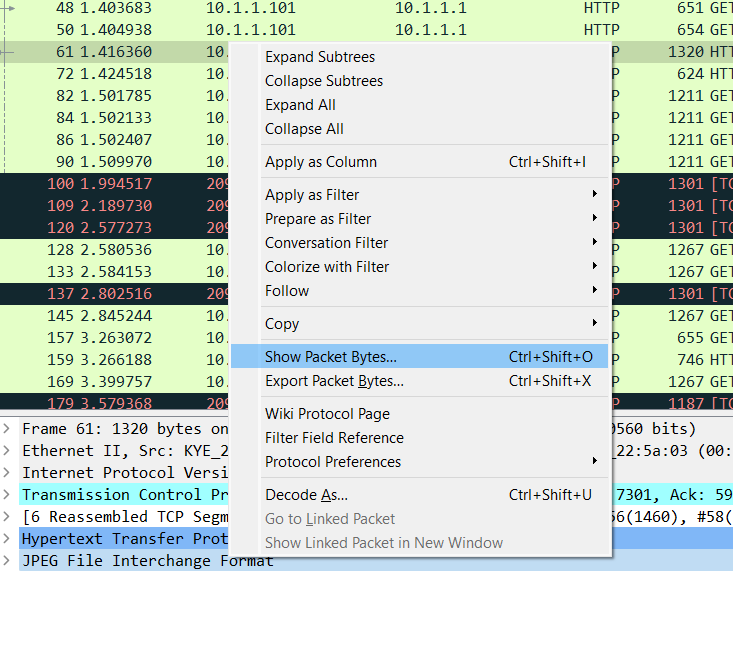 48 1.403683 10.1.1.101 10.1.1.1 HTTP 651 GET
50 1.404938 10.1.1.101 10.1.1.1 HTTP 654 GET
61 1.416360 10. P 1320 HTT
72 1.424518 10. P 624 HTT
82 1.501785 10. P 1211 GET
84 1.502133 10. P 1211 GET
86 1.502407 10. P 1211 GET
90 1.509970 10. P 1211 GET
100 1.994517 209 P 1301 [TC
109 2.189730 209 P 1301 [TC
120 2.577273 209 P 1301 [TC
128 2.580536 10. P 1267 GET
133 2.584153 10. P 1267 GET
137 2.802516 209 P 1301 [TC
145 2.845244 10. P 1267 GET
157 3.263072 10. P 655 GET
159 3.266188 10. P 746 HTT
169 3.399757 10. P 1267 GET
179 3.579368 209 P 1187 [TC
Expand Subtrees
Collapse Subtrees
Expand All
Collapse All
Apply as Column Ctrl+Shift+I
Apply as Filter
Prepare as Filter
Conversation Filter
Colorize with Filter
Follow
Copy
Show Packet Bytes... Ctrl+Shift+O
Export Packet Bytes... Ctrl+Shift+X
Wiki Protocol Page
Filter Field Reference
Protocol Preferences
Decode As... Ctrl+Shift+U
Go to Linked Packet
Show Linked Packet in New Window
Frame 61: 1320 bytes on 0560 bits)
Ethernet II, Src: KYE_2 _22:5a:03 (00:
Internet Protocol Versi
Transmission Control Pr 7301, Ack: 59
[6 Reassembled TCP Segm 56(1460), #58(
Hypertext Transfer Prot
JPEG File Interchange Format